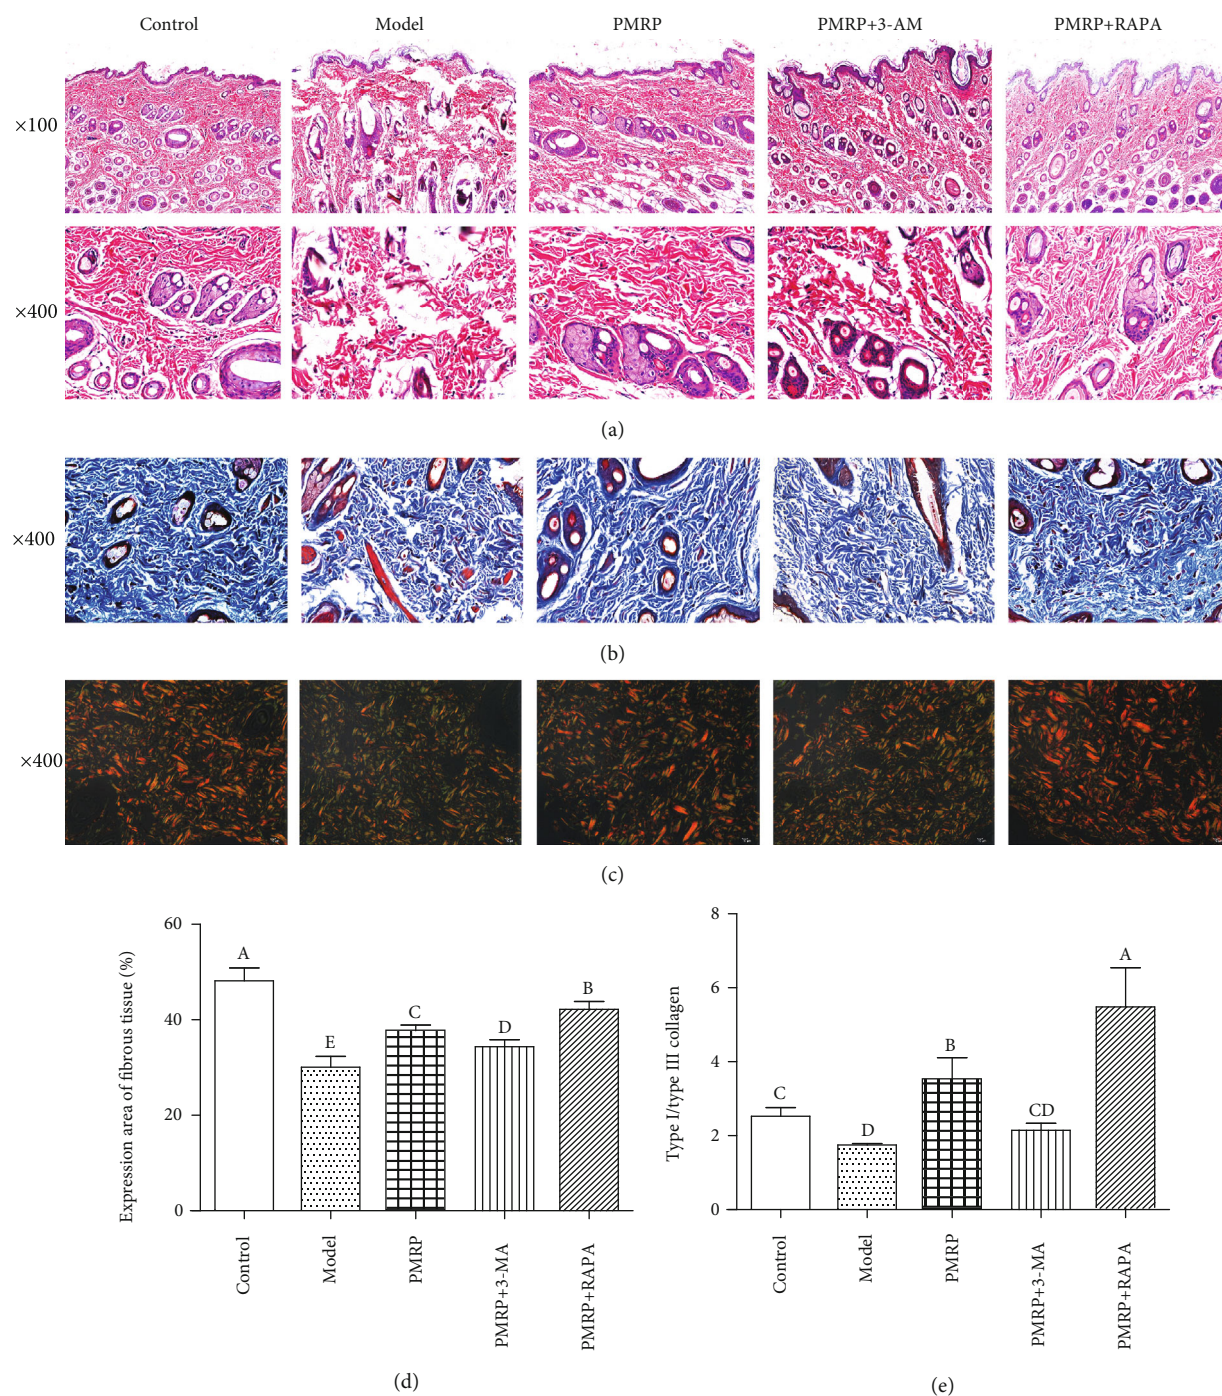 Control Model PMRP PMRP+3-AM PMRP+RAPA
×100
×400
(a)
×400
(b)
×400
(c)
Expression area of fibrous tissue (%)
60
40
20
0
A
E
C
D
B
Control
Model
PMRP
PMRP+3-MA
PMRP+RAPA
(d)
Type I/type III collagen
8
6
4
2
0
C
D
B
CD
A
Control
Model
PMRP
PMRP+3-MA
PMRP+RAPA
(e)